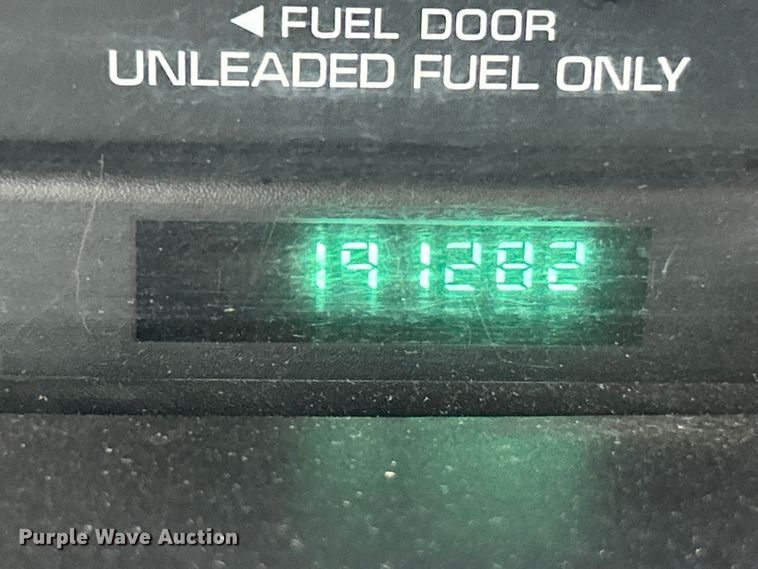 ◀ FUEL DOOR
UNLEADED FUEL ONLY
191282
Purple Wave Auction